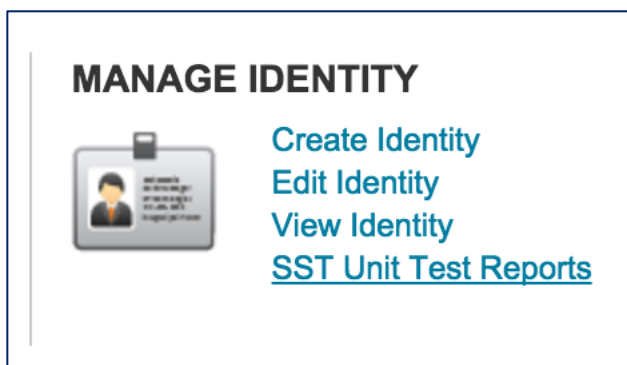 MANAGE IDENTITY
Create Identity
Edit Identity
View Identity
SST Unit Test Reports